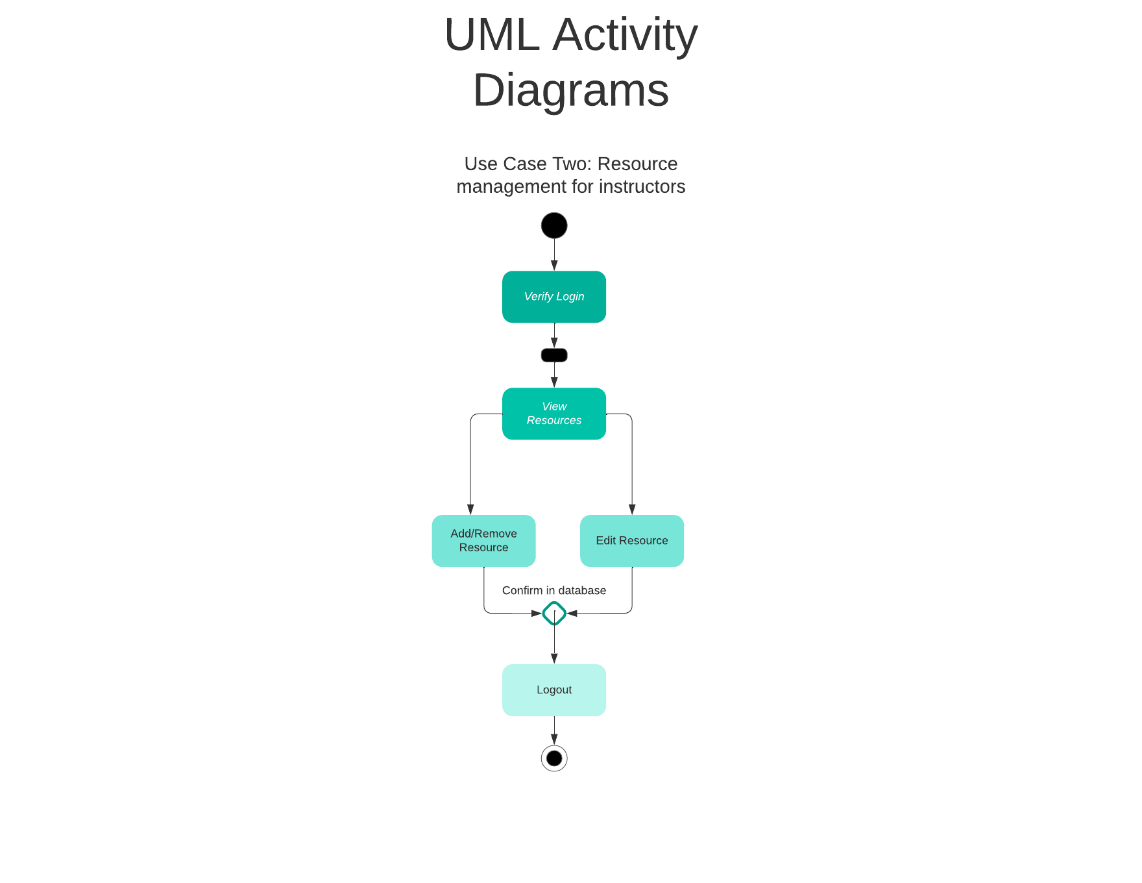 UML Activity
Diagrams
Use Case Two: Resource
management for instructors
Verify Login
View
Resources
Add/Remove
Resource
Edit Resource
Confirm in database
Logout